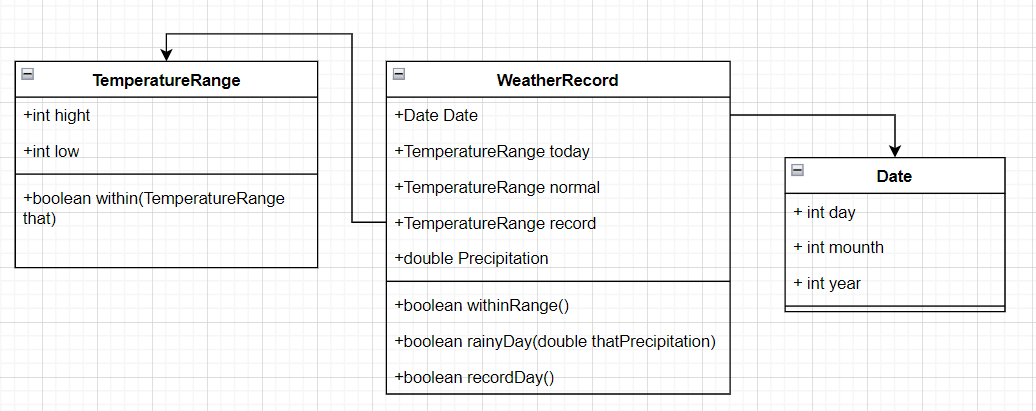 TemperatureRange
+int hight
+int low
+boolean within(TemperatureRange
that)
WeatherRecord
+Date Date
+TemperatureRange today
+TemperatureRange normal
+TemperatureRange record
+double Precipitation
+boolean withinRange()
+boolean rainyDay(double thatPrecipitation)
+boolean recordDay()
Date
+ int day
+ int mounth
+ int year